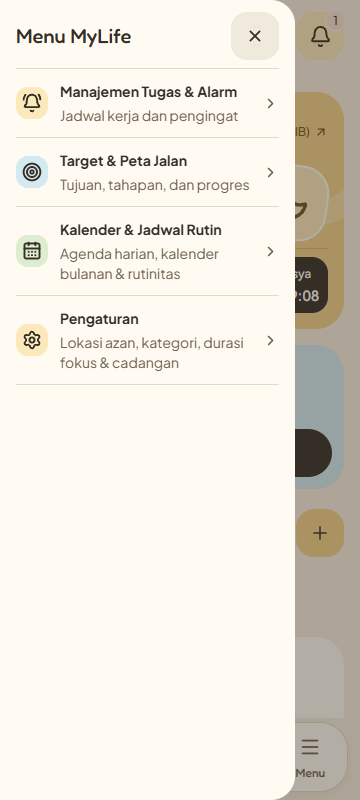 Menu MyLife
1
Manajemen Tugas & Alarm
Jadwal kerja dan pengingat
Target & Peta Jalan
Tujuan, tahapan, dan progres
Kalender & Jadwal Rutin
Agenda harian, kalender
bulanan & rutinitas
Pengaturan
Lokasi azan, kategori, durasi
fokus & cadangan
Menu